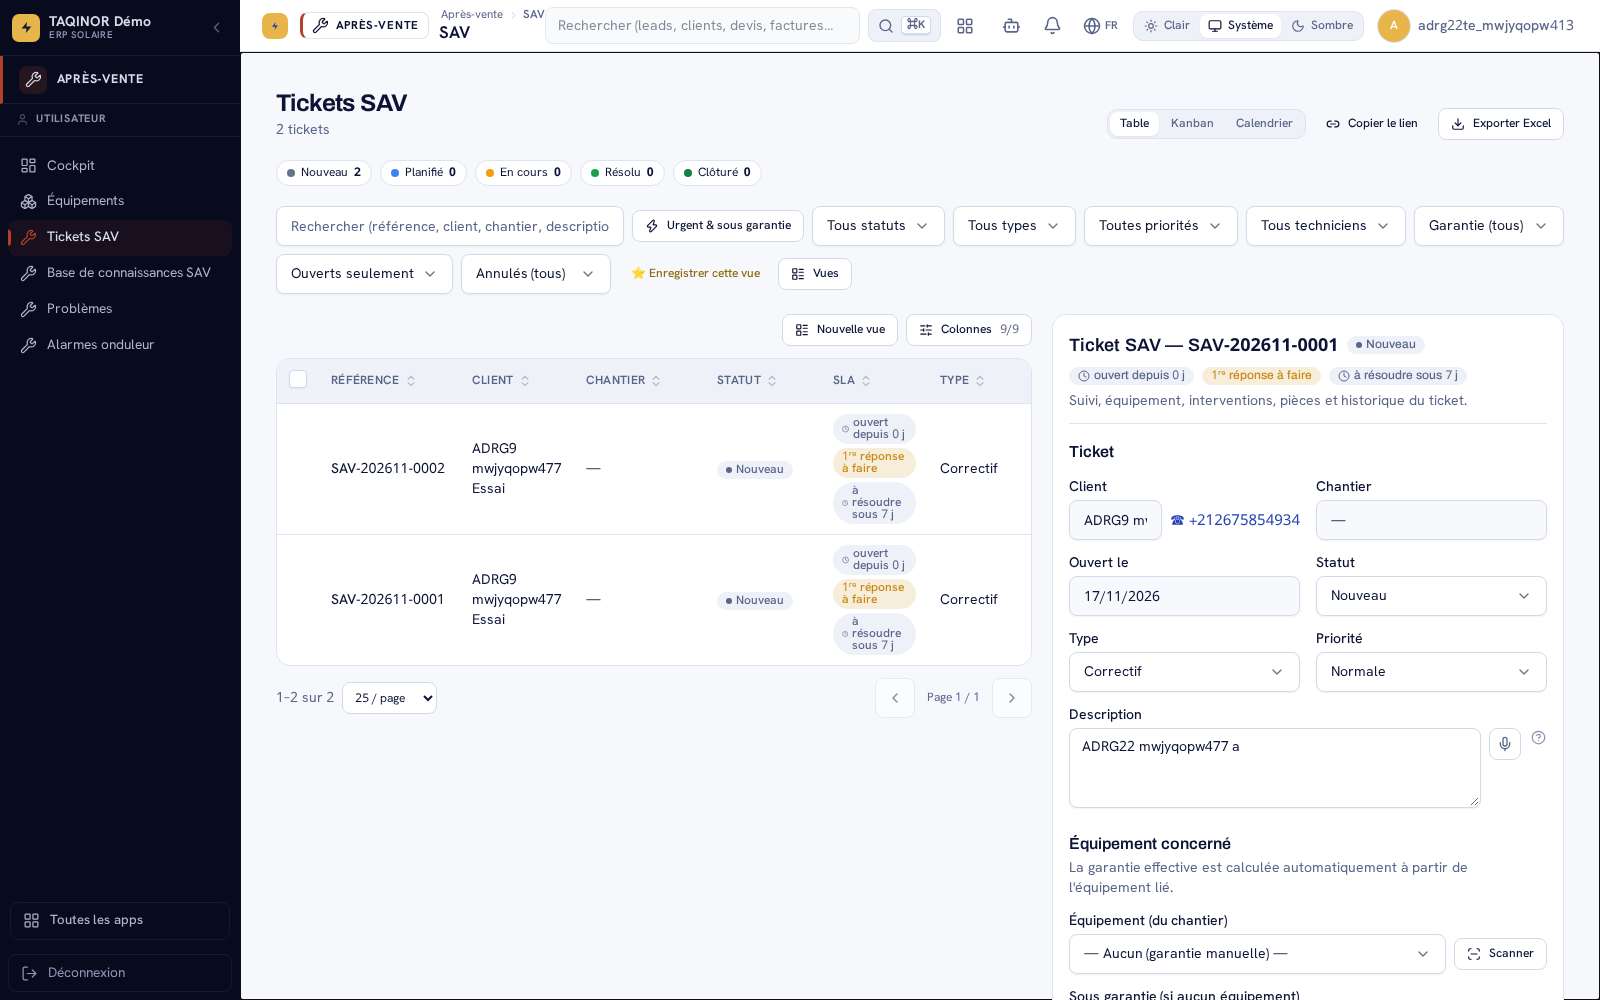 TAQINOR Démo
ERP SOLAIRE
APRÈS-VENTE
UTILISATEUR
Cockpit
Équipements
Tickets SAV
Base de connaissances SAV
Problèmes
Alarmes onduleur
Toutes les apps
Déconnexion
APRÈS-VENTE
Après-vente › SAV
SAV
Rechercher (leads, clients, devis, factures...
⌘K
FR
Clair
Système
Sombre
A
adrg22te_mwjyqopw413
Tickets SAV
2 tickets
Table
Kanban
Calendrier
Copier le lien
Exporter Excel
Nouveau 2
Planifié 0
En cours 0
Résolu 0
Clôturé 0
Rechercher (référence, client, chantier, descriptio
Urgent & sous garantie
Tous statuts
Tous types
Toutes priorités
Tous techniciens
Garantie (tous)
Ouverts seulement
Annulés (tous)
⭐ Enregistrer cette vue
Vues
Nouvelle vue
Colonnes 9/9
RÉFÉRENCE CLIENT CHANTIER STATUT SLA TYPE
SAV-202611-0002
ADRG9
mwjyqopw477
Essai
—
Nouveau
ouvert
depuis 0 j
1ʳᵉ réponse
à faire
à
résoudre
sous 7 j
Correctif
SAV-202611-0001
ADRG9
mwjyqopw477
Essai
—
Nouveau
ouvert
depuis 0 j
1ʳᵉ réponse
à faire
à
résoudre
sous 7 j
Correctif
1–2 sur 2
25 / page
Page 1 / 1
Ticket SAV — SAV-202611-0001
Nouveau
ouvert depuis 0 j
1ʳᵉ réponse à faire
à résoudre sous 7 j
Suivi, équipement, interventions, pièces et historique du ticket.
Ticket
Client
ADRG9 m
☎ +212675854934
Chantier
—
Ouvert le
17/11/2026
Statut
Nouveau
Type
Correctif
Priorité
Normale
Description
ADRG22 mwjyqopw477 a
Équipement concerné
La garantie effective est calculée automatiquement à partir de
l'équipement lié.
Équipement (du chantier)
— Aucun (garantie manuelle) —
Scanner
Sous garantie (si aucun équipement)